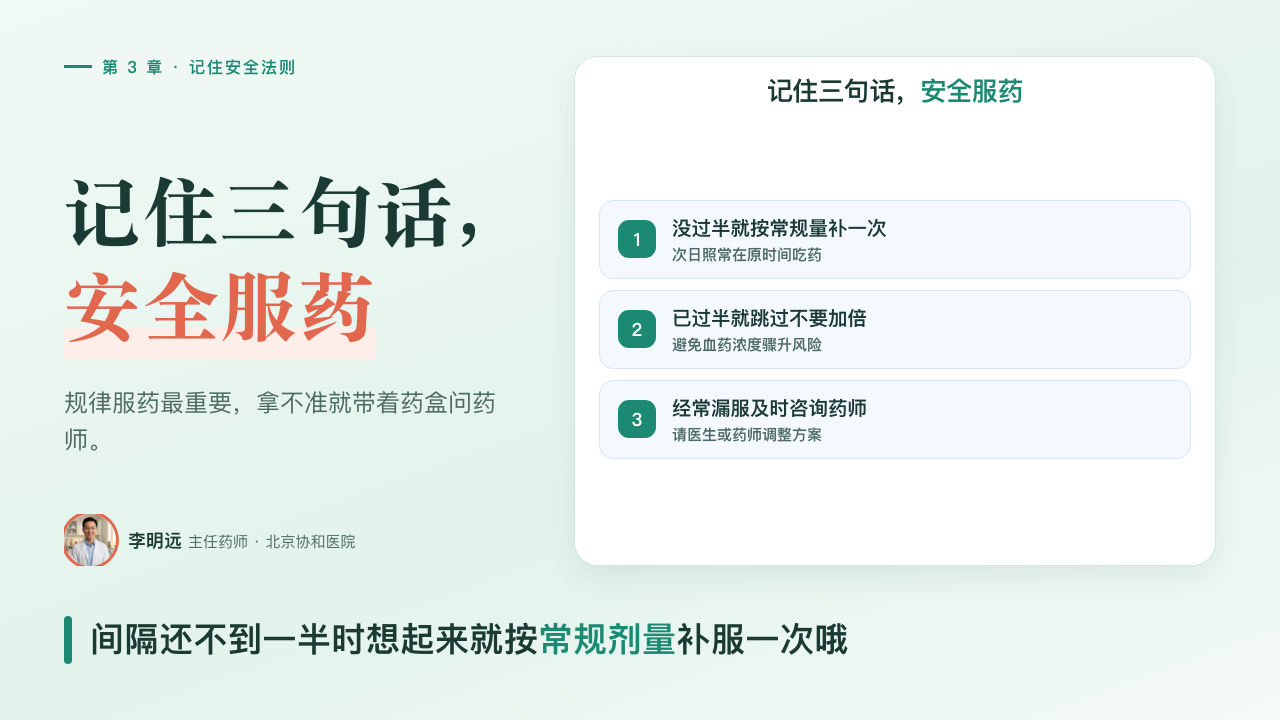 第 3 章 · 记住安全法则
记住三句话，
安全服药
规律服药最重要，拿不准就带着药盒问药
师。
李明远 主任药师 · 北京协和医院
记住三句话，安全服药
1 没过半就按常规量补一次
次日照常在原时间吃药
2 已过半就跳过不要加倍
避免血药浓度骤升风险
3 经常漏服及时咨询药师
请医生或药师调整方案
间隔还不到一半时想起来就按常规剂量补服一次哦